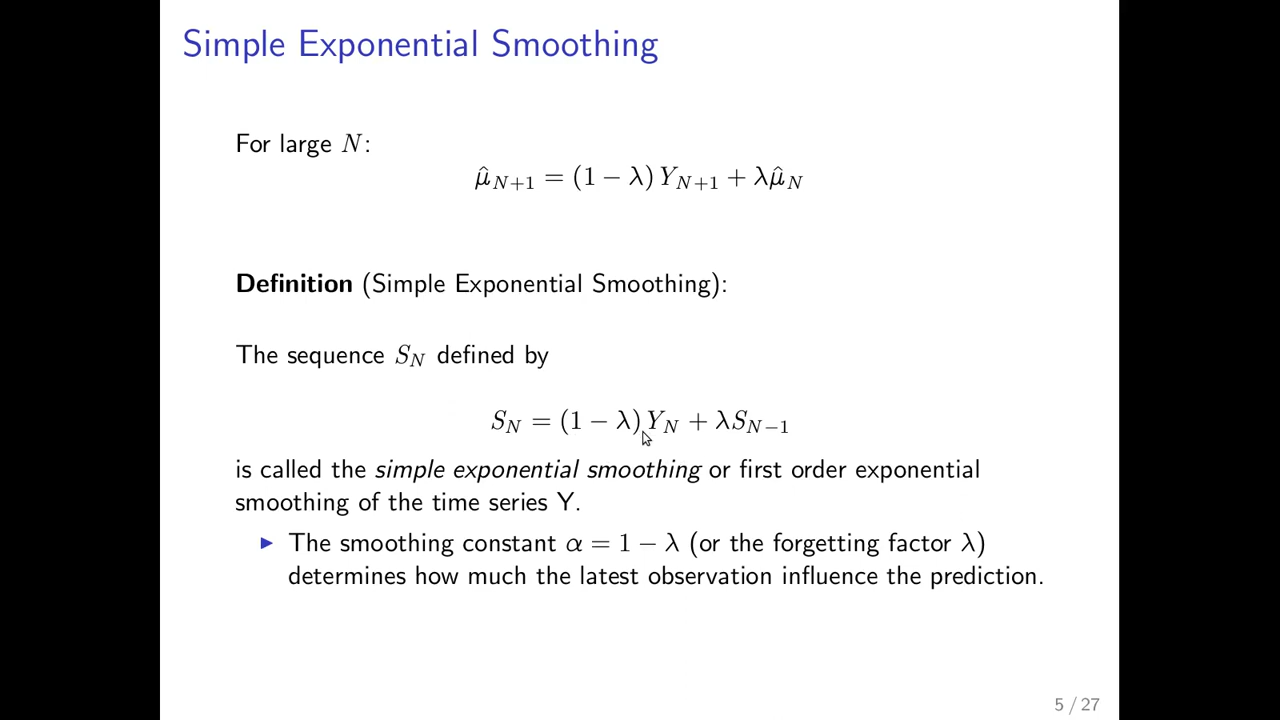 Simple Exponential Smoothing
For large N:
μ̂_{N+1} = (1 − λ) Y_{N+1} + λμ̂_N
Definition (Simple Exponential Smoothing):
The sequence S_N defined by
S_N = (1 − λ) Y_N + λS_{N−1}
is called the simple exponential smoothing or first order exponential
smoothing of the time series Y.
▶ The smoothing constant α = 1 − λ (or the forgetting factor λ)
determines how much the latest observation influence the prediction.
5 / 27